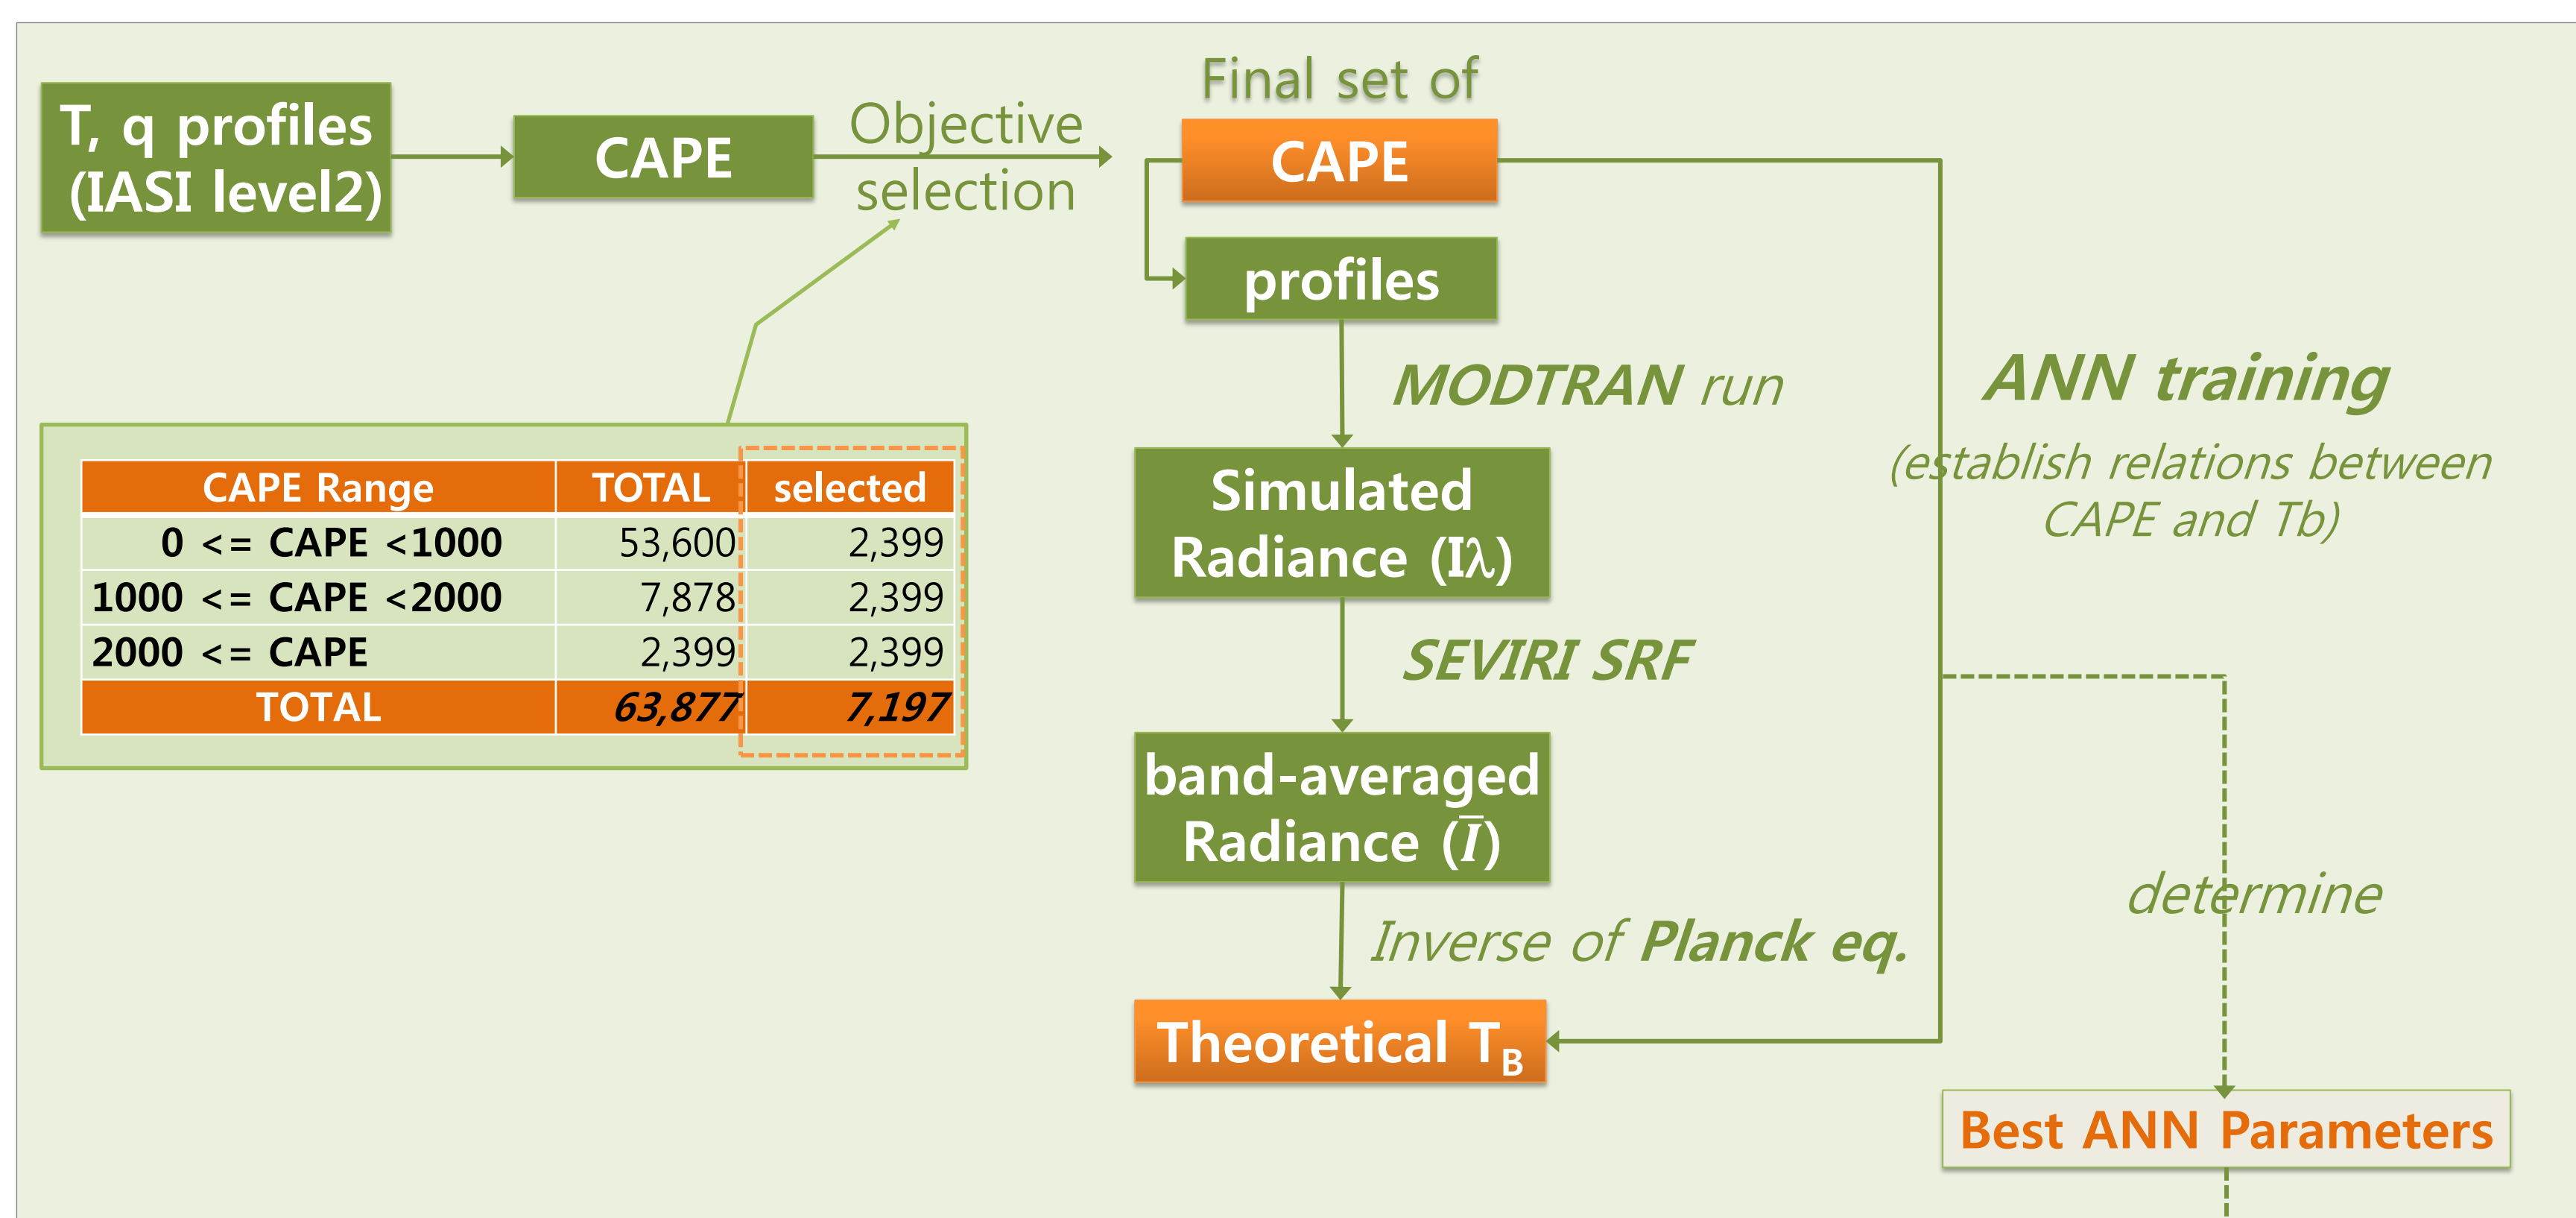 T, q profiles
(IASI level2)
CAPE
Objective
selection
Final set of
CAPE
profiles
MODTRAN run
Simulated
Radiance (Iλ)
SEVIRI SRF
band-averaged
Radiance (I̅)
Inverse of Planck eq.
Theoretical T_B
ANN training
(establish relations between
CAPE and Tb)
determine
Best ANN Parameters
CAPE Range TOTAL selected
0 <= CAPE <1000 53,600 2,399
1000 <= CAPE <2000 7,878 2,399
2000 <= CAPE 2,399 2,399
TOTAL 63,877 7,197